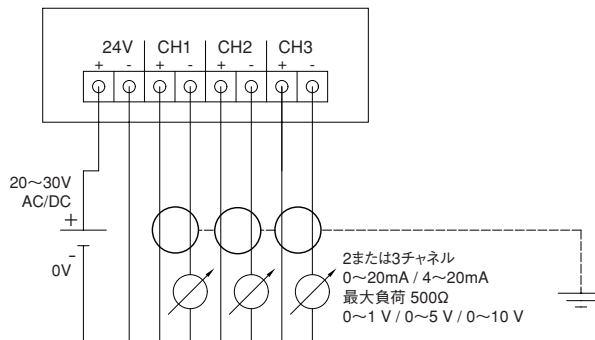 24V CH1 CH2 CH3
+ - + - + - + -
20～30V
AC/DC
+
-
0V
2または3チャネル
0～20mA / 4～20mA
最大負荷 500Ω
0～1 V / 0～5 V / 0～10 V